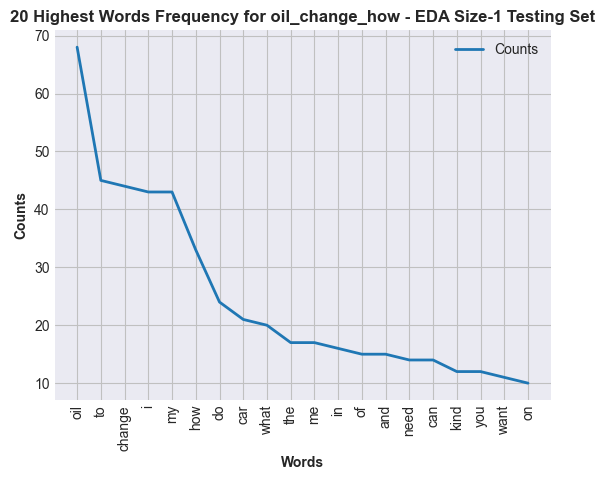 20 Highest Words Frequency for oil_change_how - EDA Size-1 Testing Set
Counts
Counts
70
60
50
40
30
20
10
oil
to
change
i
my
how
do
car
what
the
me
in
of
and
need
can
kind
you
want
on
Words